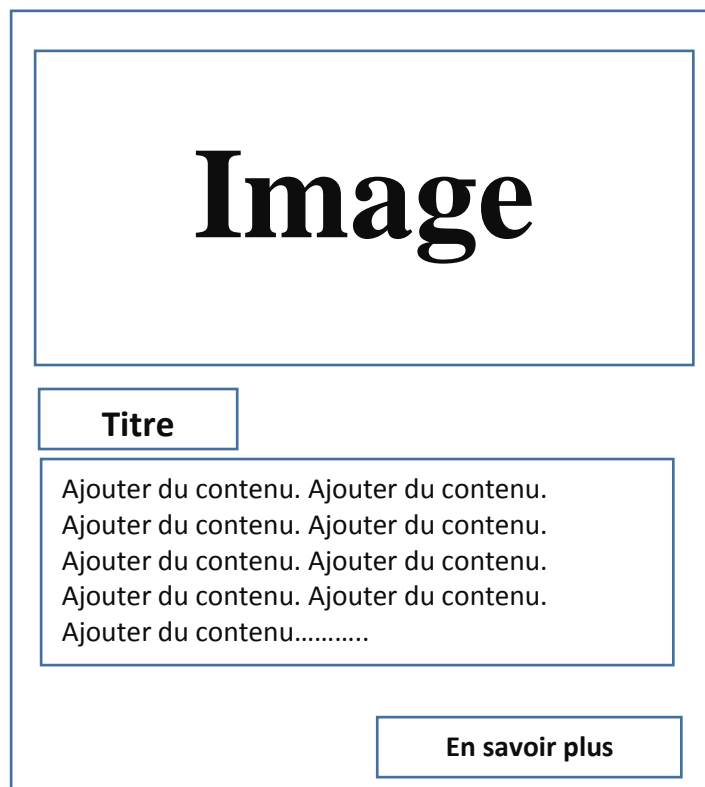 Image
Titre
Ajouter du contenu. Ajouter du contenu.
Ajouter du contenu. Ajouter du contenu.
Ajouter du contenu. Ajouter du contenu.
Ajouter du contenu. Ajouter du contenu.
Ajouter du contenu………..
En savoir plus